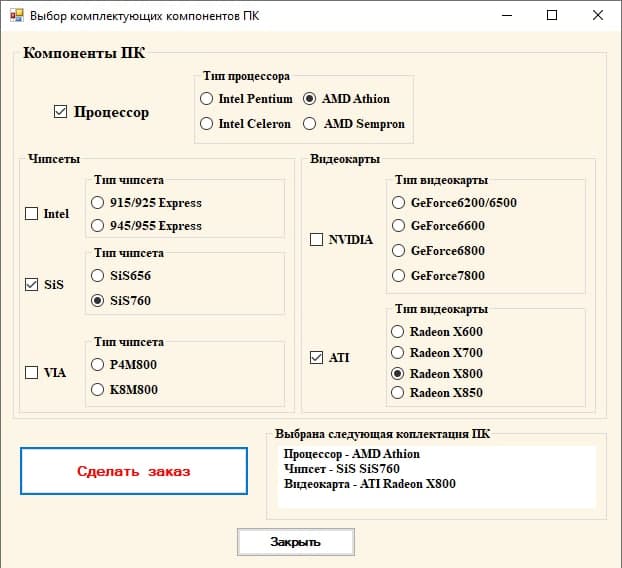 Выбор комплектующих компонентов ПК
Компоненты ПК
Процессор
Тип процессора
Intel Pentium
AMD Athion
Intel Celeron
AMD Sempron
Чипсеты
Intel
Тип чипсета
915/925 Express
945/955 Express
SiS
Тип чипсета
SiS656
SiS760
VIA
Тип чипсета
P4M800
K8M800
Видеокарты
NVIDIA
Тип видеокарты
GeForce6200/6500
GeForce6600
GeForce6800
GeForce7800
ATI
Тип видеокарты
Radeon X600
Radeon X700
Radeon X800
Radeon X850
Сделать заказ
Выбрана следующая коплектация ПК
Процессор - AMD Athion
Чипсет - SiS SiS760
Видеокарта - ATI Radeon X800
Закрыть